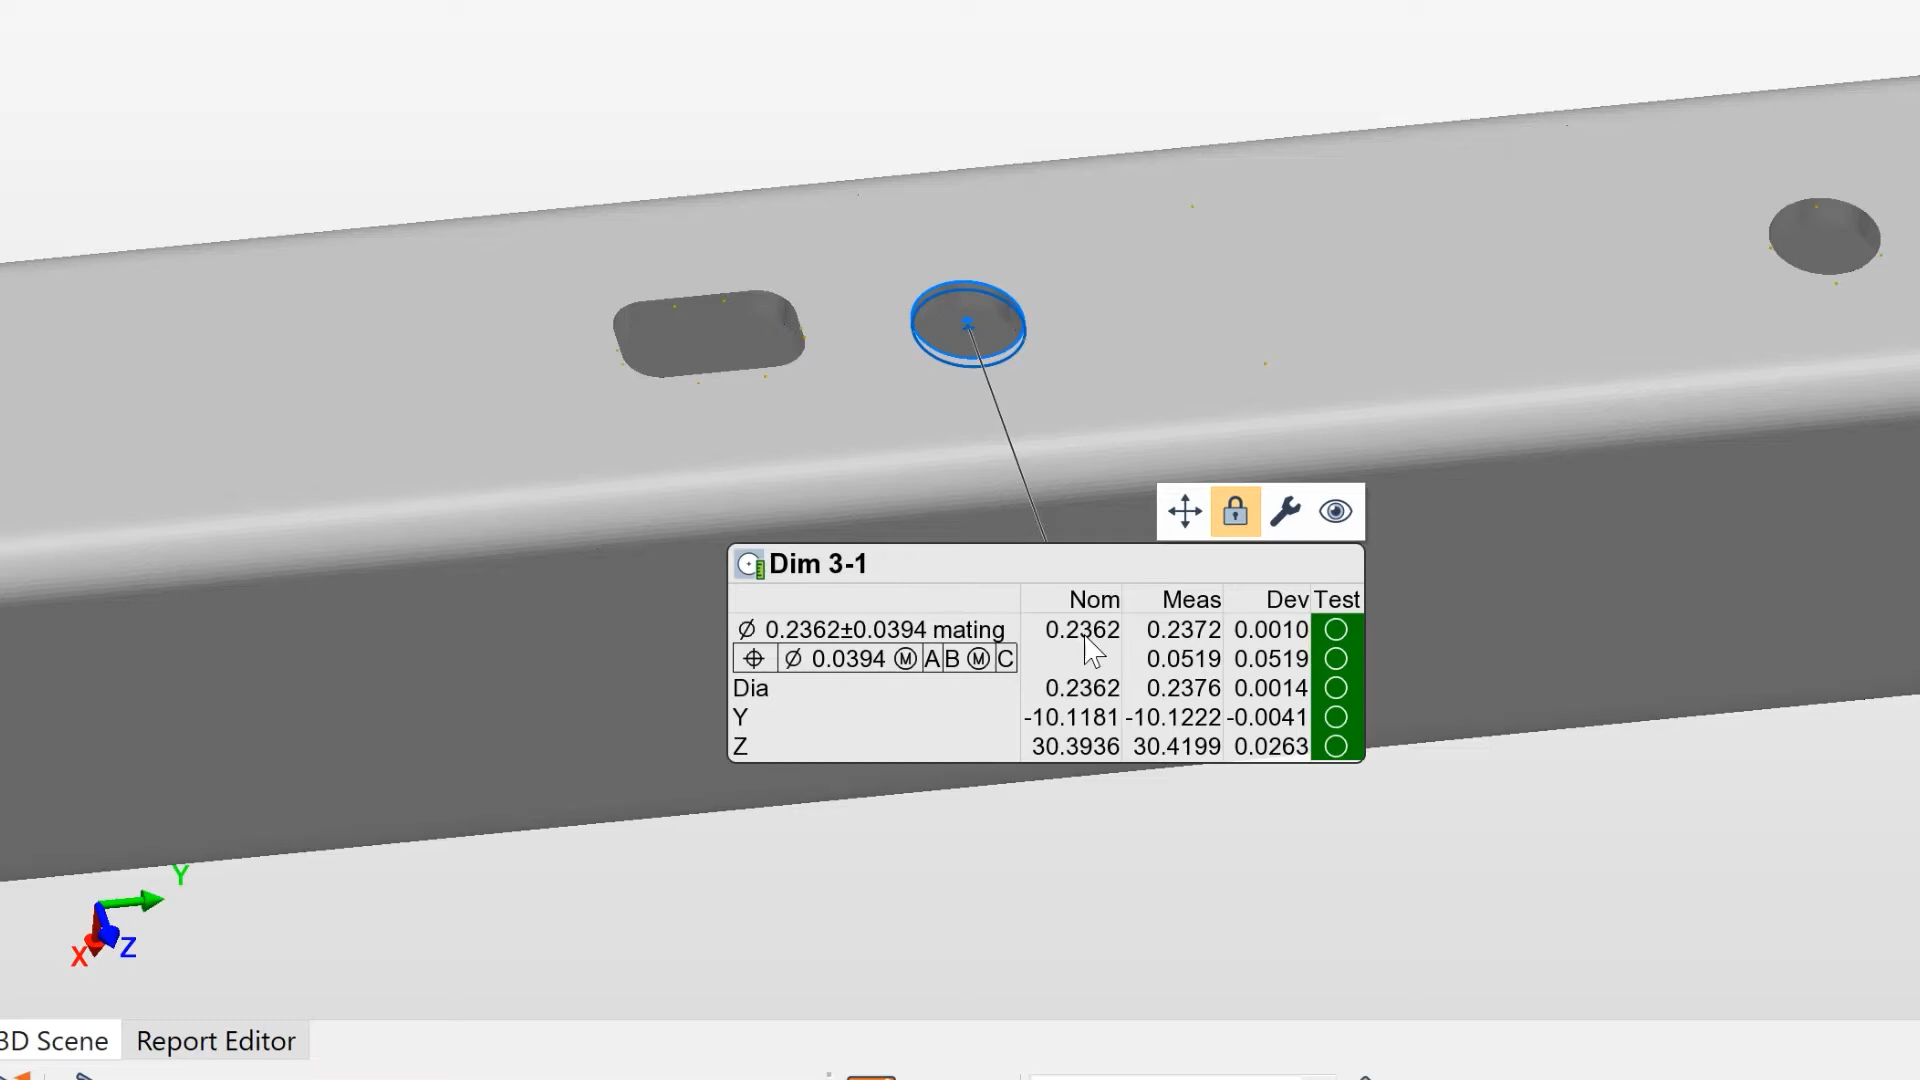 Dim 3-1
Nom Meas Dev Test
∅ 0.2362±0.0394 mating 0.2362 0.2372 0.0010
⌖ ∅ 0.0394 Ⓜ A B Ⓜ C 0.0519 0.0519
Dia 0.2362 0.2376 0.0014
Y -10.1181 -10.1222 -0.0041
Z 30.3936 30.4199 0.0263
Y
X Z
3D Scene Report Editor